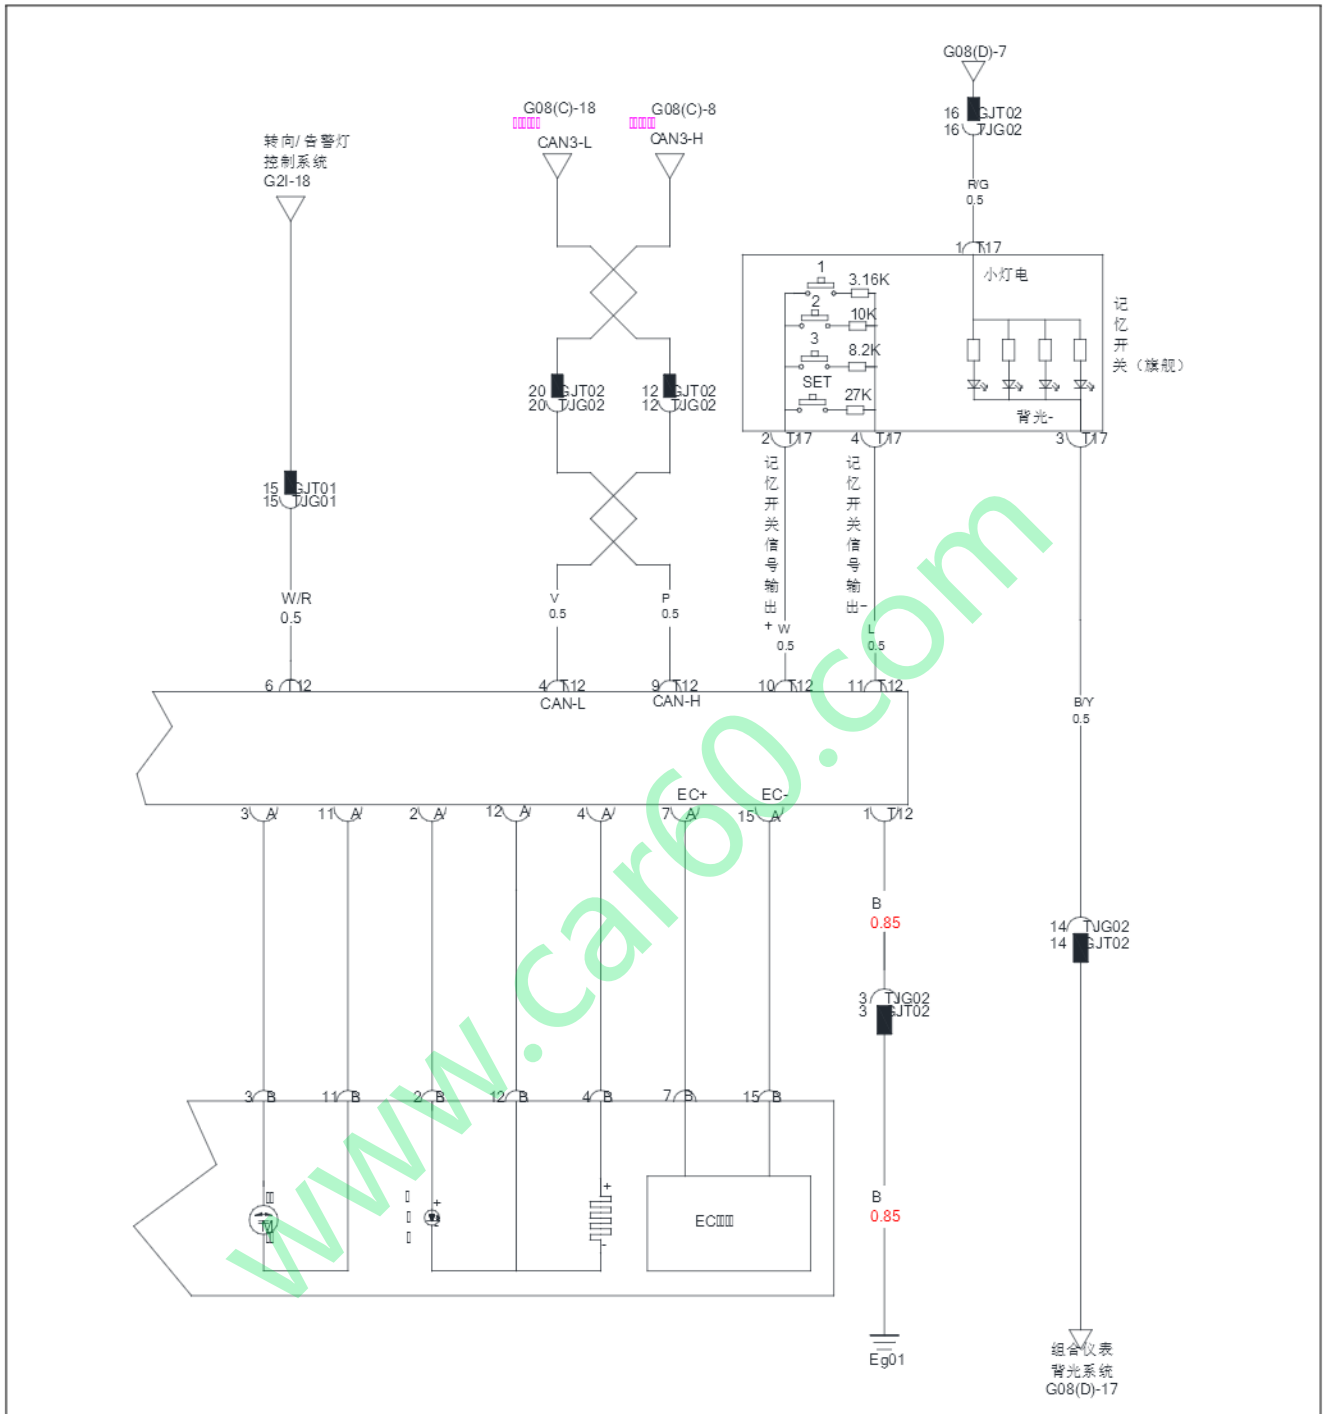 G08(D)-7
16 GJT02
16 TJG02
R/G
0.5
1 T17
G08(C)-18
CAN3-L
G08(C)-8
CAN3-H
转向/告警灯
控制系统
G2I-18
小灯电
1
3.16K
2
10K
3
8.2K
SET
27K
背光-
记忆开关（旗舰）
2 T17
4 T17
3 T17
20 GJT02
20 TJG02
12 GJT02
12 TJG02
15 GJT01
15 TJG01
记忆开关信号输出+
记忆开关信号输出-
W/R
0.5
V
0.5
P
0.5
W
0.5
L
0.5
6 T12
4 T12
9 T12
10 T12
11 T12
CAN-L
CAN-H
B/Y
0.5
EC+
EC-
3 A
11 A
2 A
12 A
4 A
7 A
15 A
1 T12
B
0.85
14 TJG02
14 GJT02
3 TJG02
3 GJT02
3 B
11 B
2 B
12 B
4 B
7 B
15 B
M
+
+
-
EC
B
0.85
Eg01
组合仪表
背光系统
G08(D)-17
www.car60.com